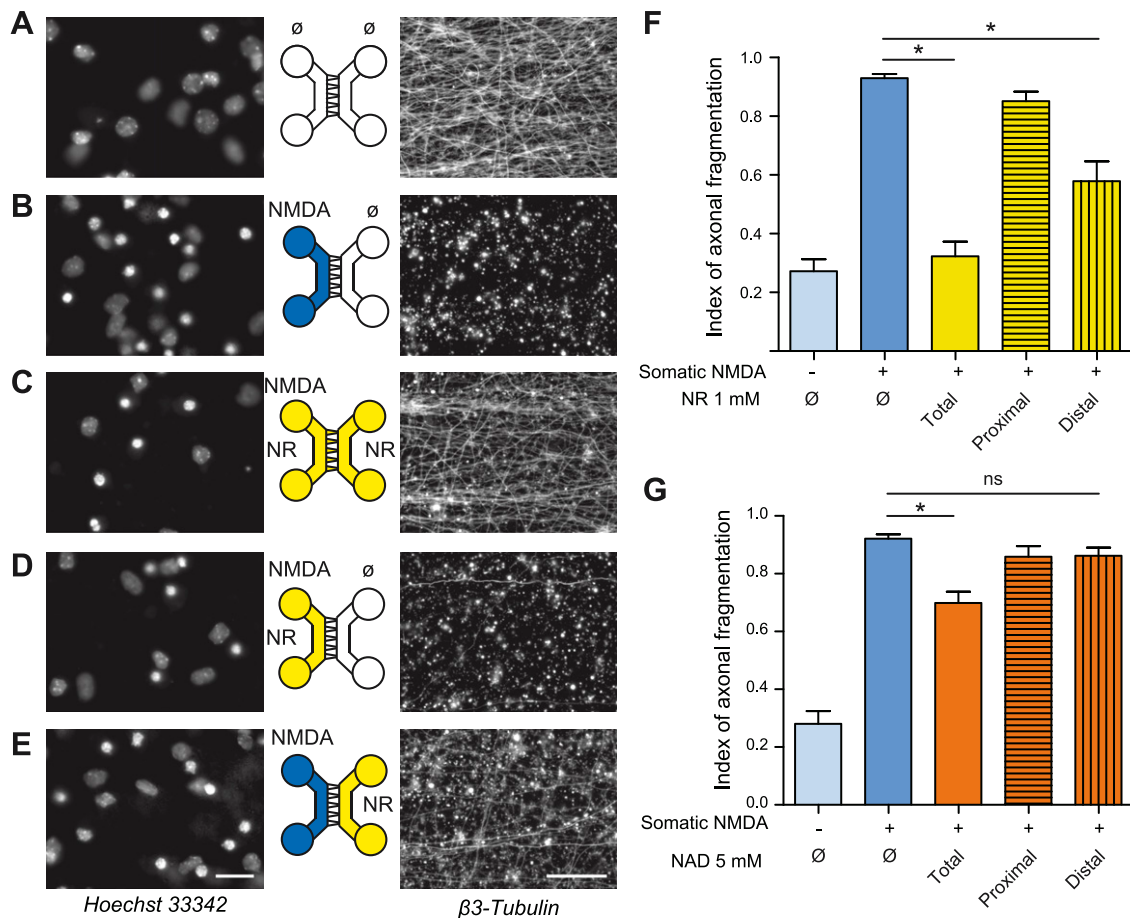 A
Ø Ø
B
NMDA Ø
C
NMDA
NR NR
D
NMDA Ø
NR
E
NMDA
NR
Hoechst 33342
β3-Tubulin
F
*
*
Index of axonal fragmentation
1.0
0.8
0.6
0.4
0.2
Somatic NMDA - + + + +
NR 1 mM Ø Ø Total Proximal Distal
G
ns
*
Index of axonal fragmentation
1.0
0.8
0.6
0.4
0.2
0.0
Somatic NMDA - + + + +
NAD 5 mM Ø Ø Total Proximal Distal